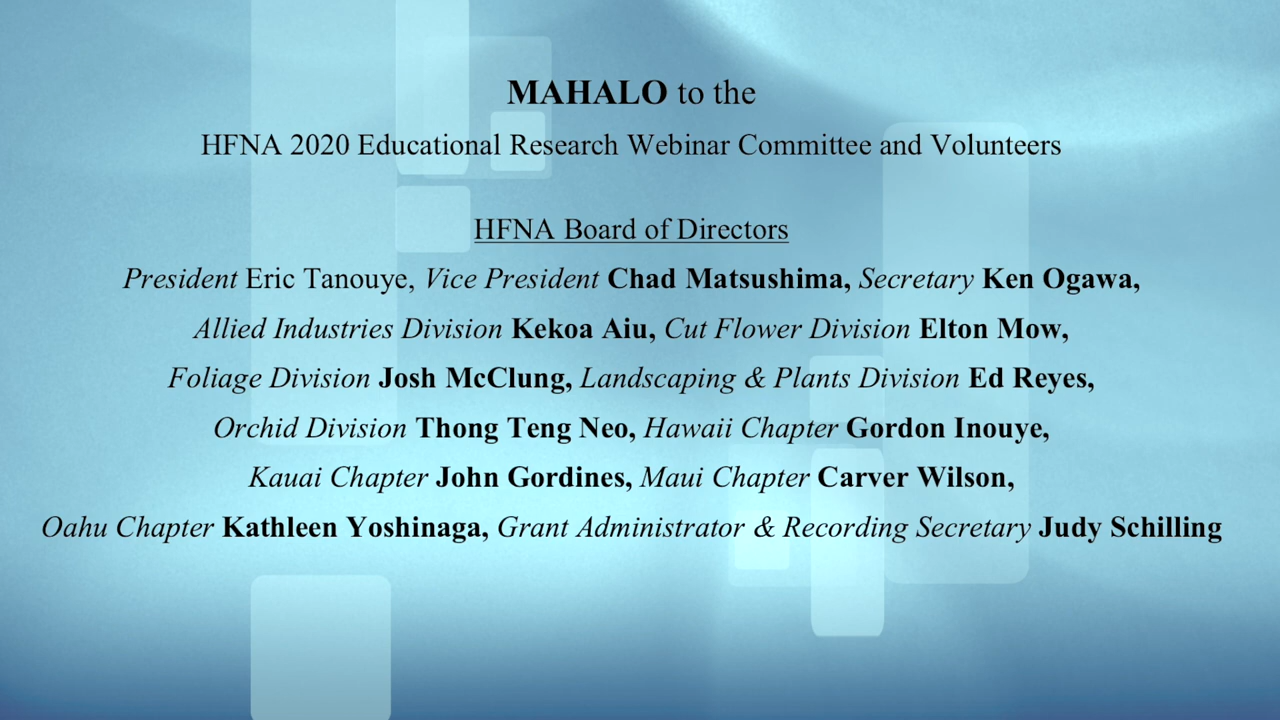 MAHALO to the
HFNA 2020 Educational Research Webinar Committee and Volunteers
HFNA Board of Directors
President Eric Tanouye, Vice President Chad Matsushima, Secretary Ken Ogawa,
Allied Industries Division Kekoa Aiu, Cut Flower Division Elton Mow,
Foliage Division Josh McClung, Landscaping & Plants Division Ed Reyes,
Orchid Division Thong Teng Neo, Hawaii Chapter Gordon Inouye,
Kauai Chapter John Gordines, Maui Chapter Carver Wilson,
Oahu Chapter Kathleen Yoshinaga, Grant Administrator & Recording Secretary Judy Schilling